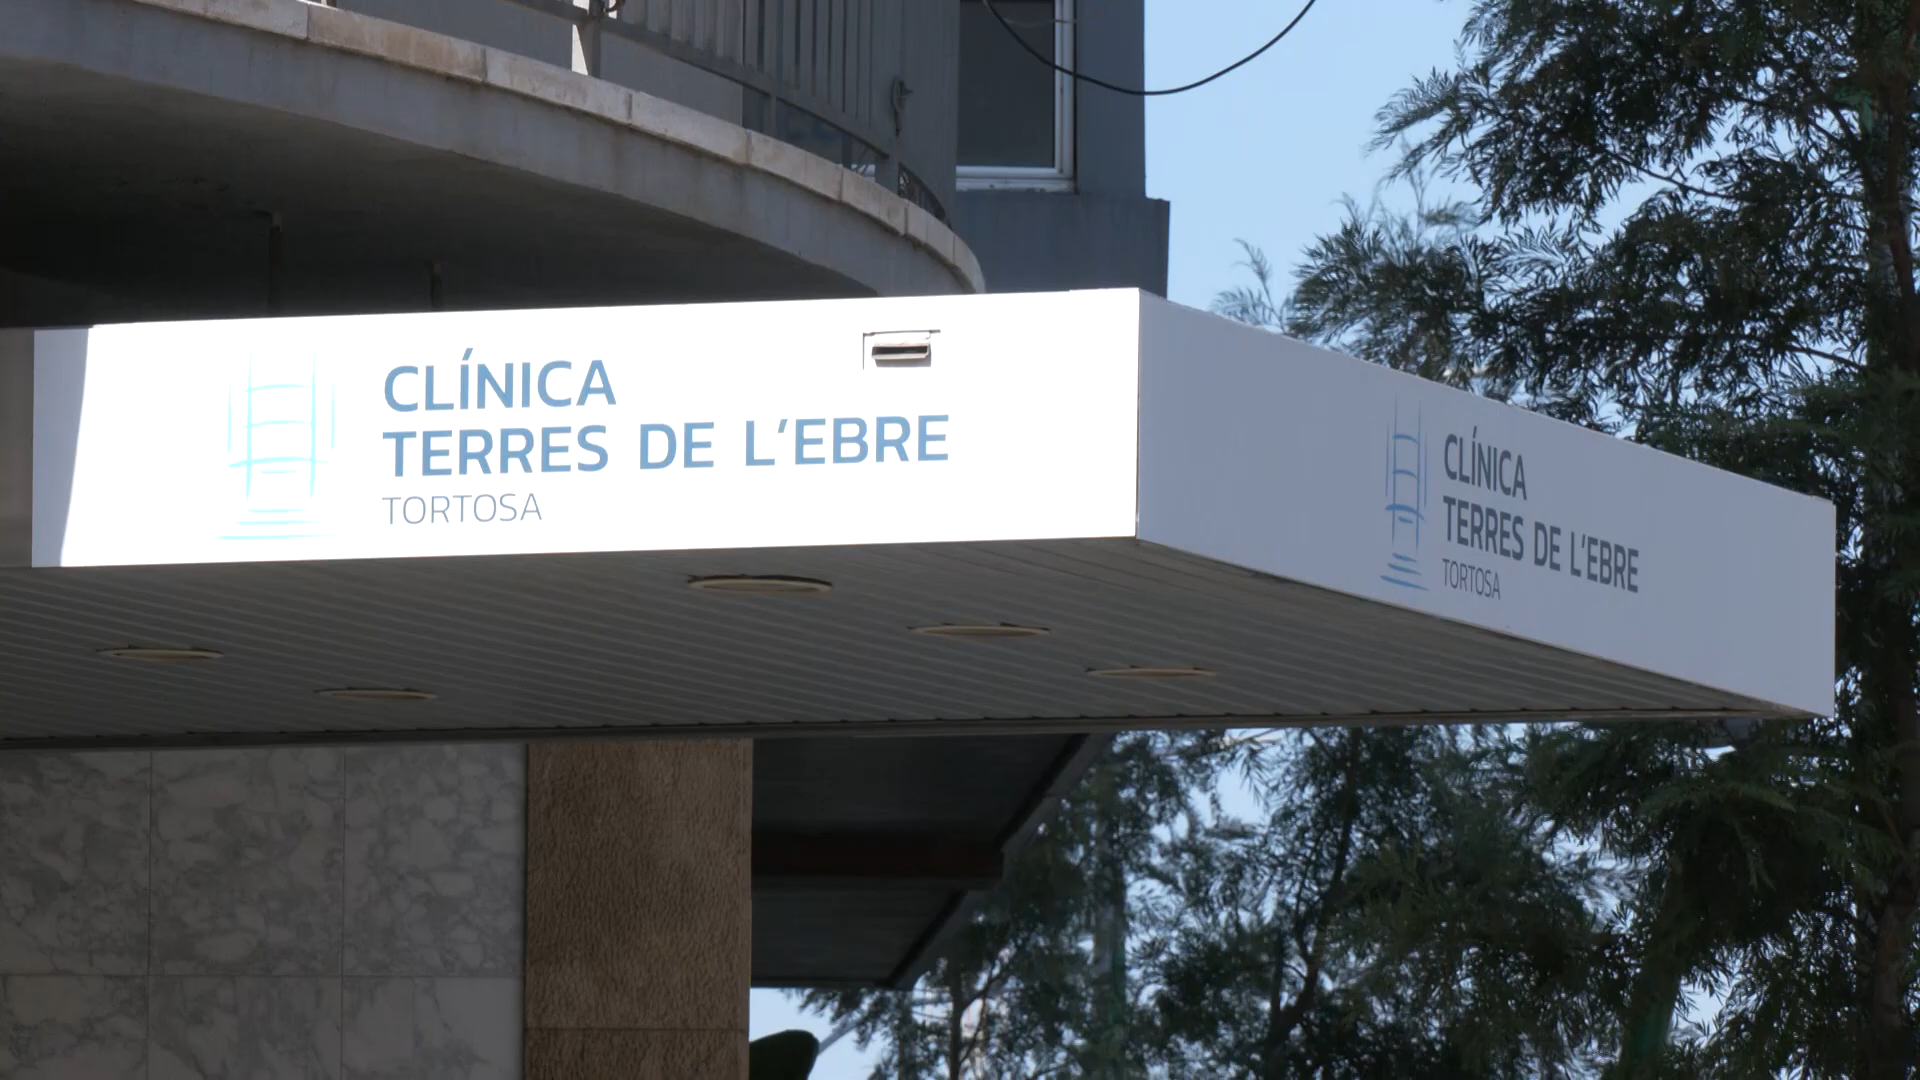 CLÍNICA
TERRES DE L'EBRE
TORTOSA
CLÍNICA
TERRES DE L'EBRE
TORTOSA